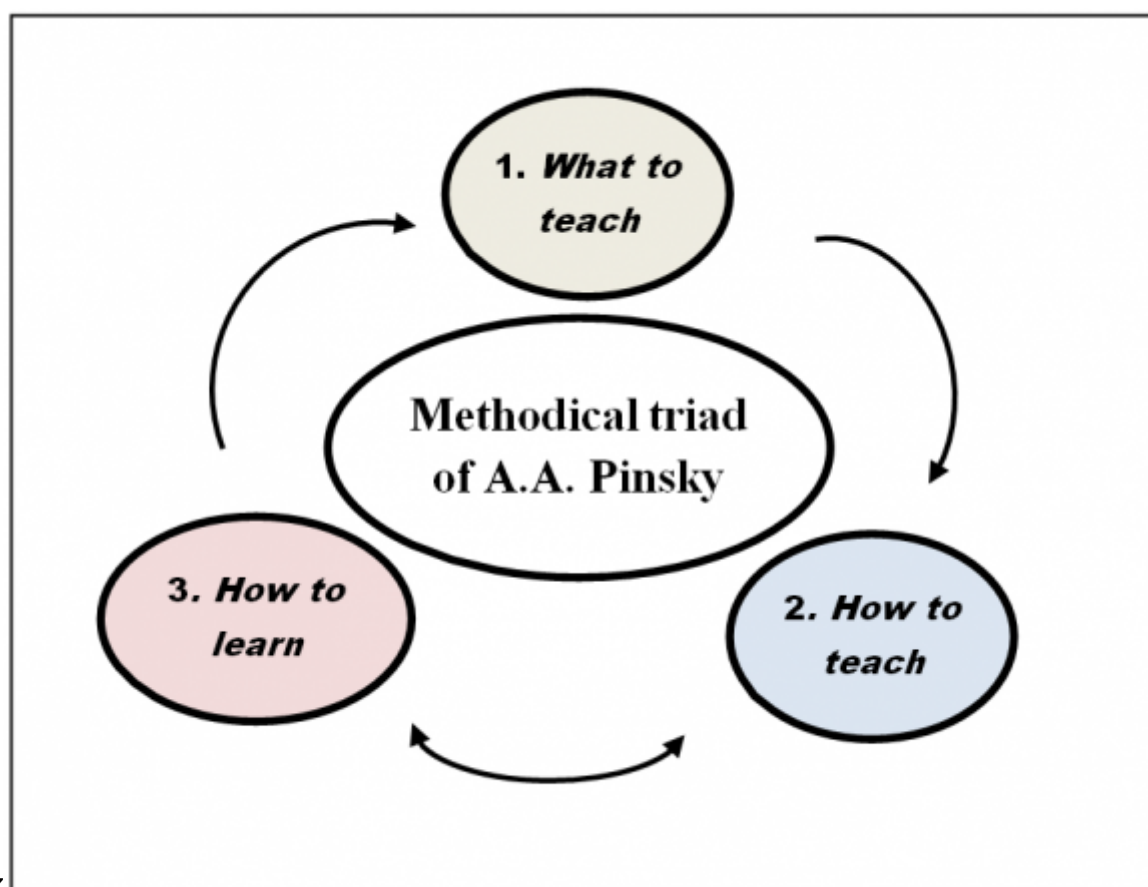 1. What to
teach
Methodical triad
of A.A. Pinsky
3. How to
learn
2. How to
teach